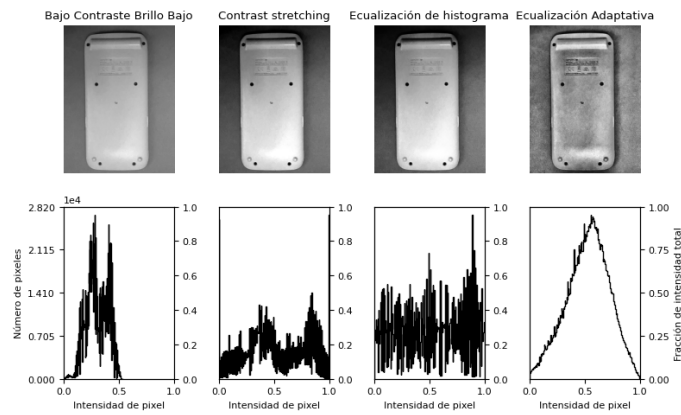 Bajo Contraste Brillo Bajo
Contrast stretching
Ecualización de histograma
Ecualización Adaptativa
1e4
2.820
2.115
1.410
0.705
0.000
Número de pixeles
0.0 0.5 1.0
Intensidad de pixel
1.0
0.8
0.6
0.4
0.2
0.0
0.0 0.5 1.0
Intensidad de pixel
1.0
0.8
0.6
0.4
0.2
0.0
0.0 0.5 1.0
Intensidad de pixel
1.0
0.8
0.6
0.4
0.2
0.0
0.0 0.5 1.0
Intensidad de pixel
1.00
0.75
0.50
0.25
0.00
Fracción de intensidad total